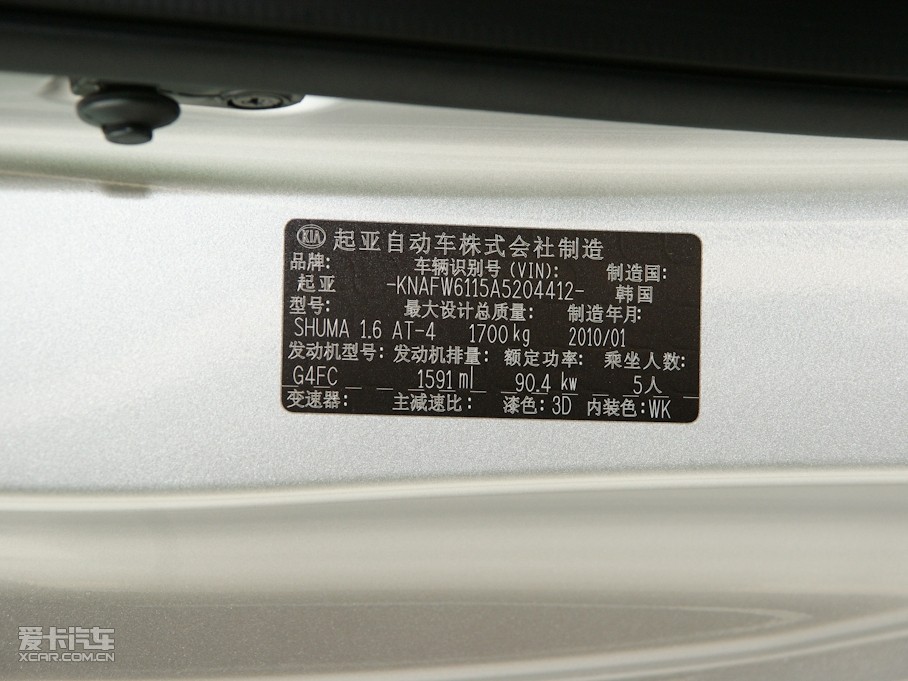 KIA 起亚自动车株式会社制造
品牌: 车辆识别号 (VIN): 制造国:
起亚 -KNAFW6115A5204412- 韩国
型号: 最大设计总质量: 制造年月:
SHUMA 1.6 AT-4 1700kg 2010/01
发动机型号: 发动机排量: 额定功率: 乘坐人数:
G4FC 1591 ml 90.4 kw 5人
变速器: 主减速比: 漆色: 3D 内装色: WK
爱卡汽车
XCAR.COM.CN